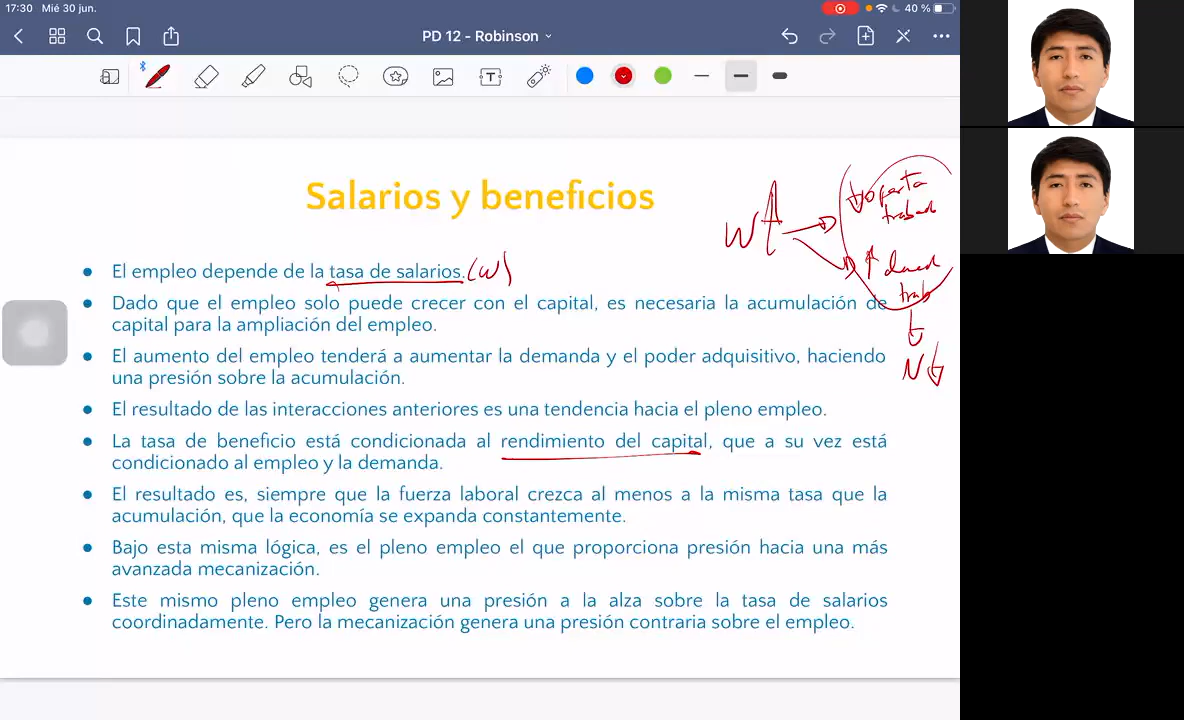 17:30 Mié 30 jun.
40 %
PD 12 - Robinson
T
Salarios y beneficios
w
oferta
trabado
El empleo depende de la tasa de salarios. (w)
trab
Dado que el empleo solo puede crecer con el capital, es necesaria la acumulación de
capital para la ampliación del empleo.
El aumento del empleo tenderá a aumentar la demanda y el poder adquisitivo, haciendo
N
una presión sobre la acumulación.
El resultado de las interacciones anteriores es una tendencia hacia el pleno empleo.
La tasa de beneficio está condicionada al rendimiento del capital, que a su vez está
condicionado al empleo y la demanda.
El resultado es, siempre que la fuerza laboral crezca al menos a la misma tasa que la
acumulación, que la economía se expanda constantemente.
Bajo esta misma lógica, es el pleno empleo el que proporciona presión hacia una más
avanzada mecanización.
Este mismo pleno empleo genera una presión a la alza sobre la tasa de salarios
coordinadamente. Pero la mecanización genera una presión contraria sobre el empleo.